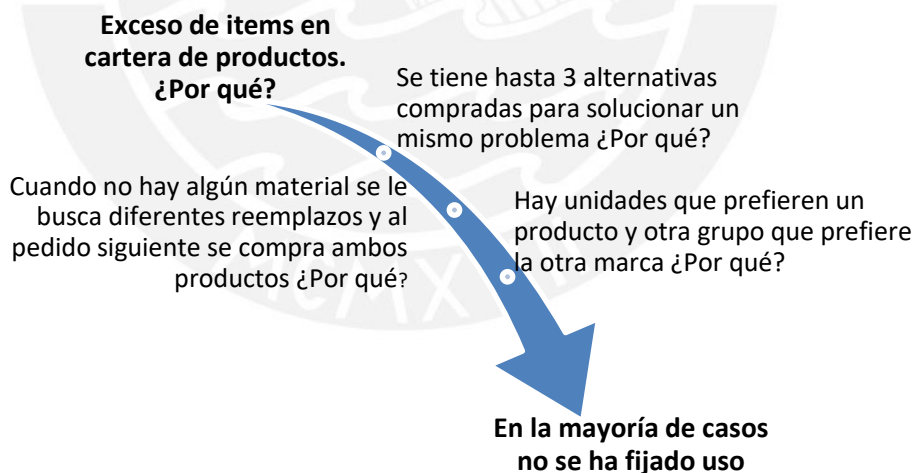 Exceso de items en
cartera de productos.
¿Por qué?
Se tiene hasta 3 alternativas
compradas para solucionar un
mismo problema ¿Por qué?
Cuando no hay algún material se le
busca diferentes reemplazos y al
pedido siguiente se compra ambos
productos ¿Por qué?
Hay unidades que prefieren un
producto y otra grupo que prefiere
la otra marca ¿Por qué?
En la mayoría de casos
no se ha fijado uso